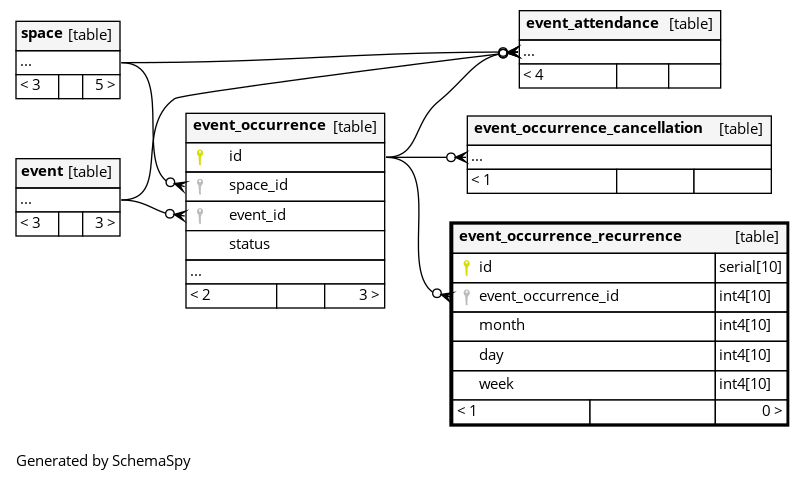 space [table]
...
< 3 5 >
event [table]
...
< 3 3 >
event_occurrence [table]
id
space_id
event_id
status
...
< 2 3 >
event_attendance [table]
...
< 4
event_occurrence_cancellation [table]
...
< 1
event_occurrence_recurrence [table]
id serial[10]
event_occurrence_id int4[10]
month int4[10]
day int4[10]
week int4[10]
< 1 0 >
Generated by SchemaSpy